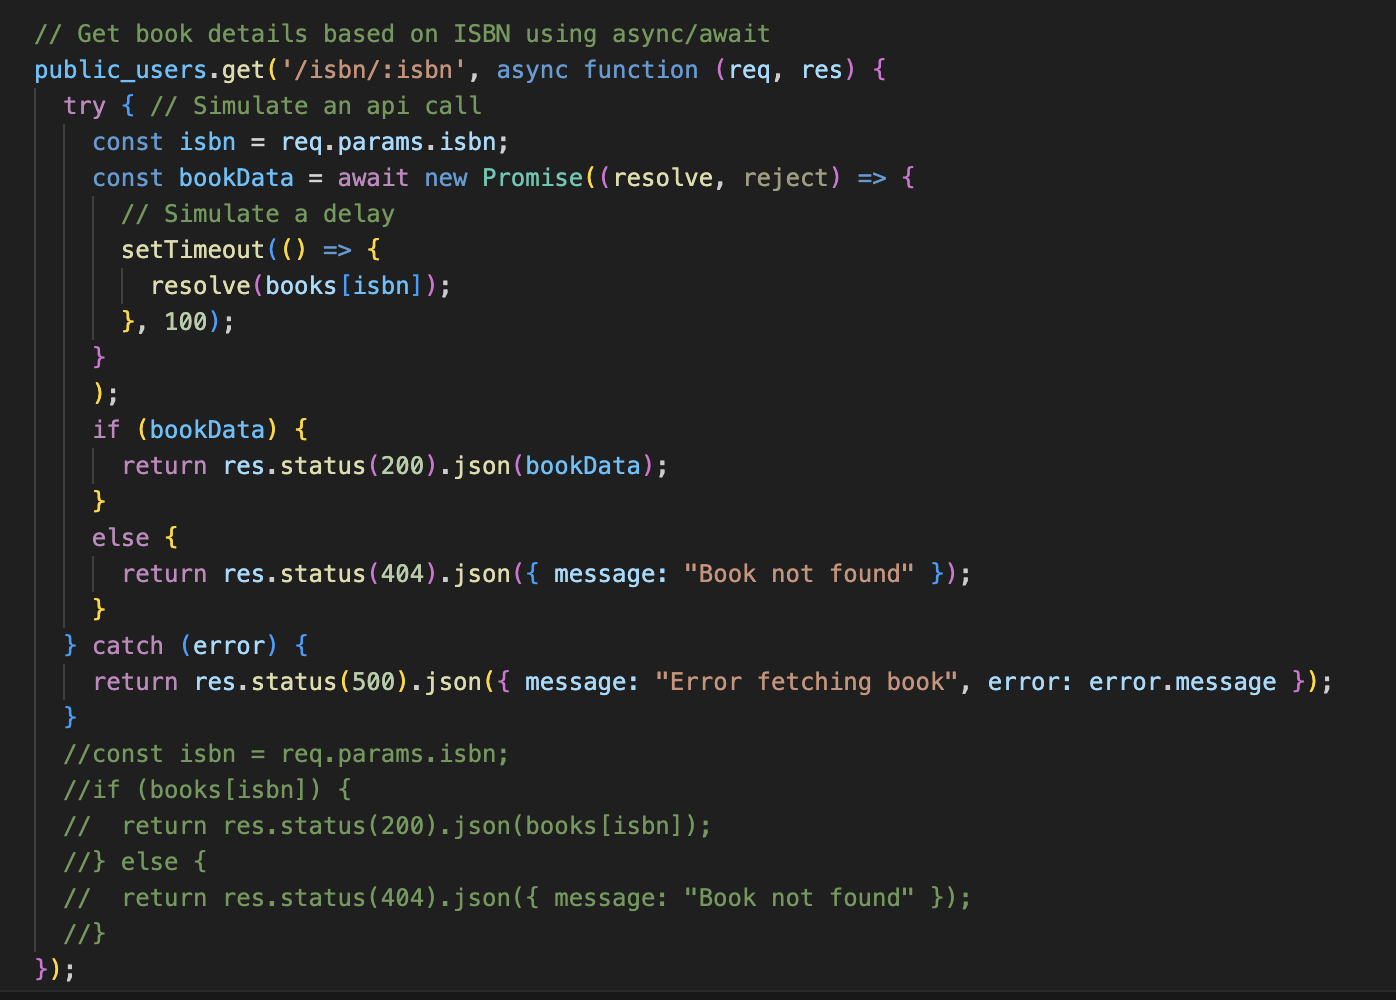 // Get book details based on ISBN using async/await
public_users.get('/isbn/:isbn', async function (req, res) {
  try { // Simulate an api call
    const isbn = req.params.isbn;
    const bookData = await new Promise((resolve, reject) => {
      // Simulate a delay
      setTimeout(() => {
        resolve(books[isbn]);
      }, 100);
    }
    );
    if (bookData) {
      return res.status(200).json(bookData);
    }
    else {
      return res.status(404).json({ message: "Book not found" });
    }
  } catch (error) {
    return res.status(500).json({ message: "Error fetching book", error: error.message });
  }
  //const isbn = req.params.isbn;
  //if (books[isbn]) {
  //  return res.status(200).json(books[isbn]);
  //} else {
  //  return res.status(404).json({ message: "Book not found" });
  //}
});